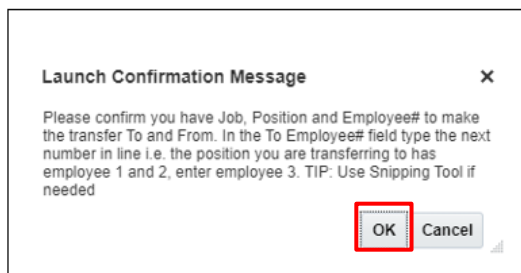 Launch Confirmation Message
Please confirm you have Job, Position and Employee# to make
the transfer To and From. In the To Employee# field type the next
number in line i.e. the position you are transferring to has
employee 1 and 2, enter employee 3. TIP: Use Snipping Tool if
needed
OK Cancel